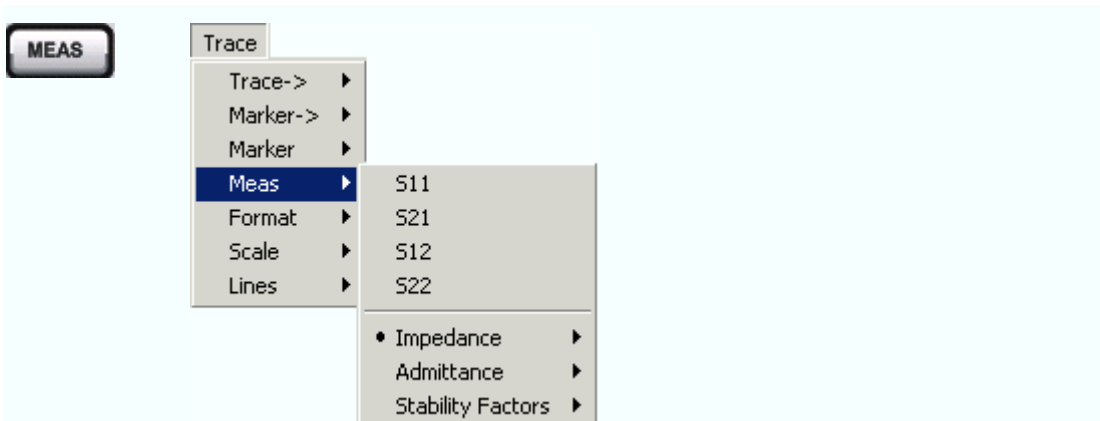 MEAS
Trace
Trace->
Marker->
Marker
Meas
Format
Scale
Lines
S11
S21
S12
S22
Impedance
Admittance
Stability Factors